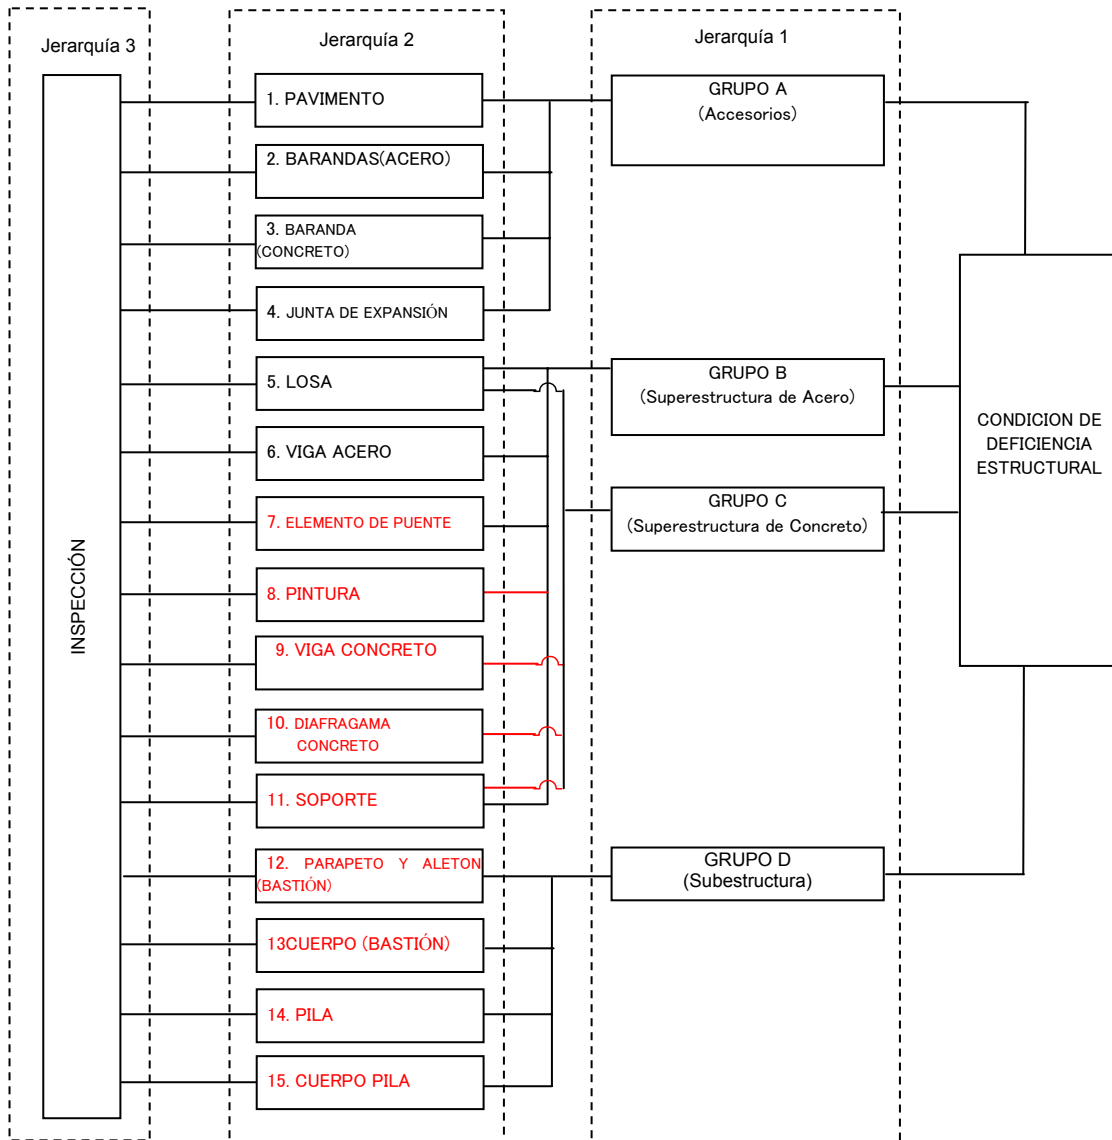 Jerarquía 3
Jerarquía 2
Jerarquía 1
INSPECCIÓN
1. PAVIMENTO
2. BARANDAS(ACERO)
3. BARANDA
(CONCRETO)
4. JUNTA DE EXPANSIÓN
5. LOSA
6. VIGA ACERO
7. ELEMENTO DE PUENTE
8. PINTURA
9. VIGA CONCRETO
10. DIAFRAGAMA
CONCRETO
11. SOPORTE
12. PARAPETO Y ALETON
(BASTIÓN)
13CUERPO (BASTIÓN)
14. PILA
15. CUERPO PILA
GRUPO A
(Accesorios)
GRUPO B
(Superestructura de Acero)
GRUPO C
(Superestructura de Concreto)
GRUPO D
(Subestructura)
CONDICION DE
DEFICIENCIA
ESTRUCTURAL